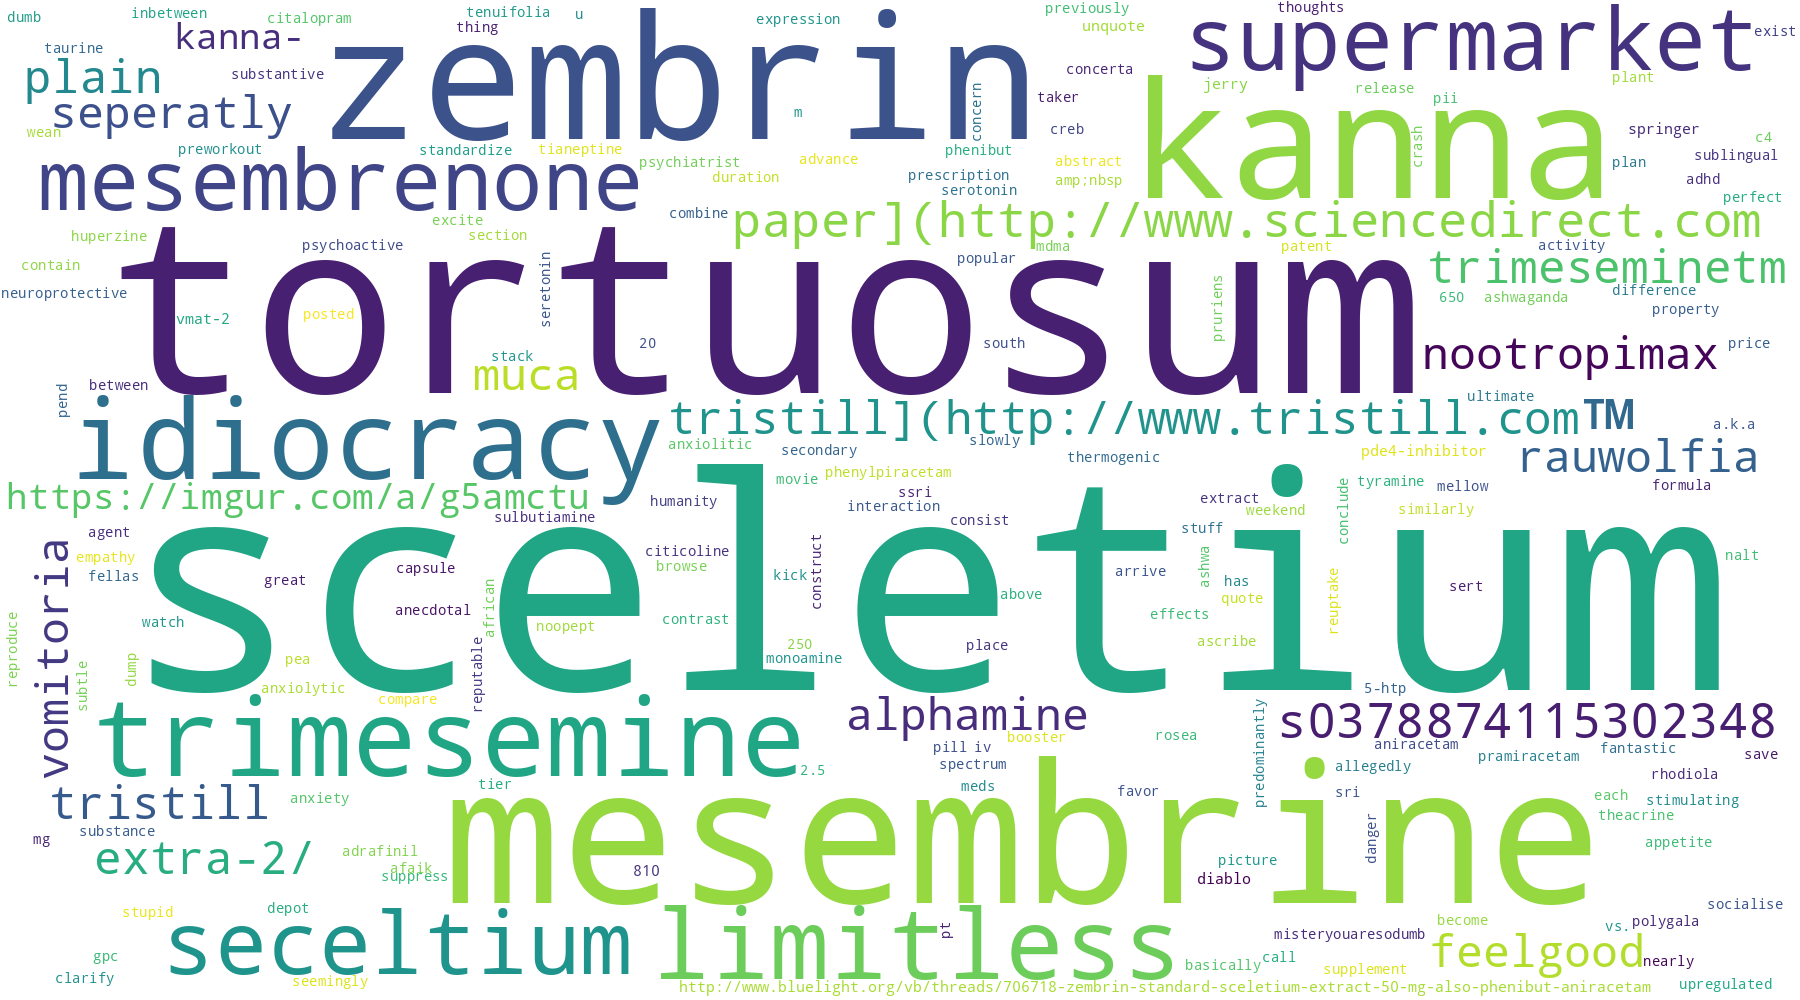 dumb
inbetween
citalopram
tenuifolia
u
thing
expression
previously
unquote
thoughts
exist
kanna-
zembrin
supermarket
taurine
plain
substantive
concerta
jerry
release
plant
seperatly
m
concern
taker
kanna
pii
wean
creb
crash
springer
c4
preworkout
standardize
tianeptine
psychiatrist
advance
phenibut
abstract
plan
sublingual
mesembrenone
duration
prescription
serotonin
amp;nbsp
adhd
perfect
excite
combine
paper](http://www.sciencedirect.com
huperzine
section
psychoactive
mdma
patent
activity
contain
seretonin
popular
trimeseminetm
neuroprotective
tortuosum
pruriens
650
ashwaganda
difference
vmat-2
posted
property
20
south
nootropimax
price
stack
muca
between
pend
idiocracy
tristill](http://www.tristill.com
ultimate
™
a.k.a
anxiolitic
secondary
slowly
thermogenic
pde4-inhibitor
rauwolfia
https://imgur.com/a/g5amctu
movie
phenylpiracetam
tyramine
mellow
formula
humanity
ssri
interaction
extract
weekend
conclude
similarly
sulbutiamine
consist
stuff
agent
vomitoria
sceletium
empathy
citicoline
browse
construct
ashwa
nalt
fellas
great
capsule
kick
arrive
has
reuptake
sert
anecdotal
african
above
quote
effects
watch
noopept
contrast
reproduce
250
place
ascribe
subtle
dump
pea
reputable
monoamine
anxiolytic
compare
5-htp
trimesemine
alphamine
predominantly
s0378874115302348
pill
iv
booster
rosea
aniracetam
fantastic
spectrum
pramiracetam
save
2.5
allegedly
rhodiola
tristill
anxiety
tier
meds
mesembrine
favor
sri
each
stimulating
substance
theacrine
mg
extra-2/
adrafinil
danger
appetite
afaik
suppress
810
picture
diablo
stupid
depot
seceltium
limitless
pt
socialise
become
vs.
polygala
misteryouaresodumb
gpc
feelgood
clarify
seemingly
basically
call
supplement
nearly
http://www.bluelight.org/vb/threads/706718-zembrin-standard-sceletium-extract-50-mg-also-phenibut-aniracetam
upregulated